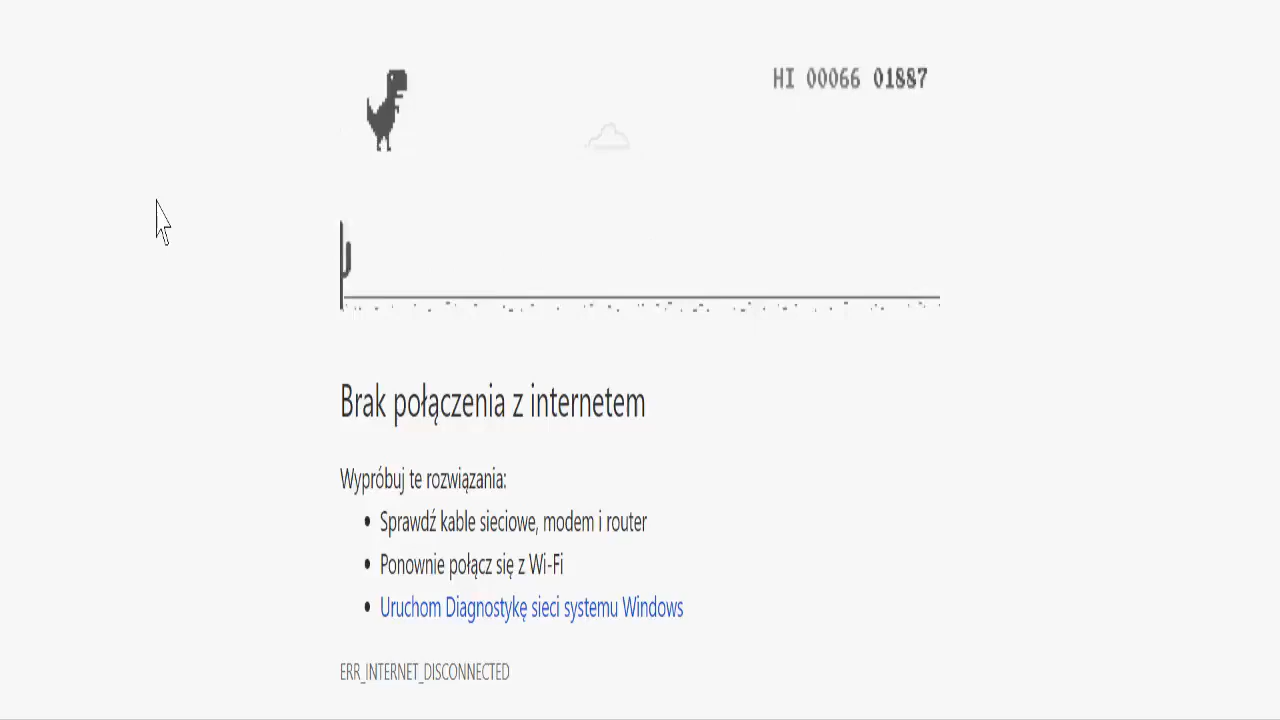 HI 00066 01887
Brak połączenia z internetem
Wypróbuj te rozwiązania:
Sprawdź kable sieciowe, modem i router
Ponownie połącz się z Wi-Fi
Uruchom Diagnostykę sieci systemu Windows
ERR_INTERNET_DISCONNECTED